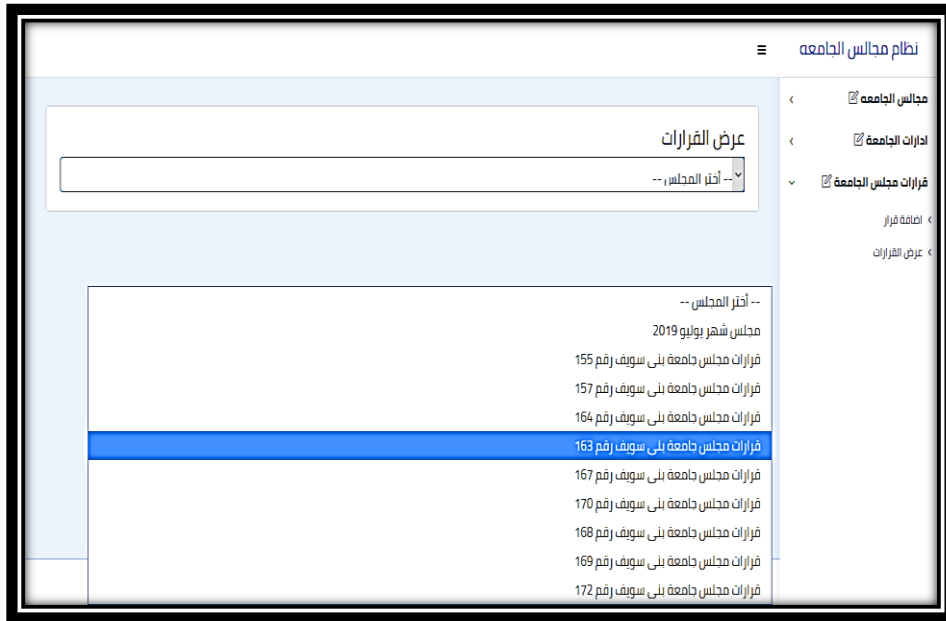 نظام مجالس الجامعه
مجالس الجامعه
ادارات الجامعة
قرارات مجلس الجامعة
اضافة قرار
عرض القرارات
عرض القرارات
-- أختر المجلس --
-- أختر المجلس --
مجلس شهر يوليو 2019
قرارات مجلس جامعة بنى سويف رقم 155
قرارات مجلس جامعة بنى سويف رقم 157
قرارات مجلس جامعة بنى سويف رقم 164
قرارات مجلس جامعة بنى سويف رقم 163
قرارات مجلس جامعة بنى سويف رقم 167
قرارات مجلس جامعة بنى سويف رقم 170
قرارات مجلس جامعة بنى سويف رقم 168
قرارات مجلس جامعة بنى سويف رقم 169
قرارات مجلس جامعة بنى سويف رقم 172